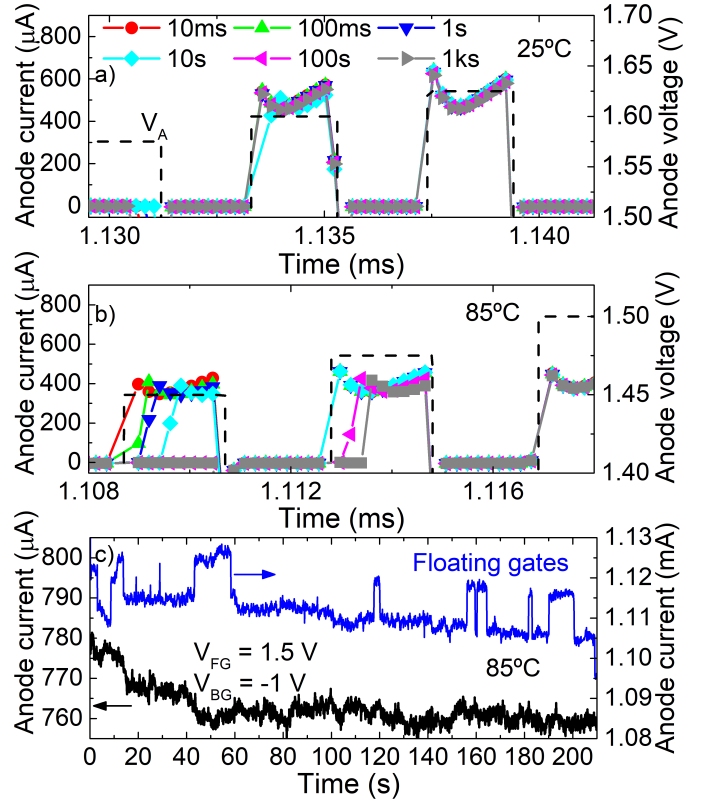 10ms 100ms 1s
10s 100s 1ks
25ºC
a)
V_A
Anode current (µA)
800
600
400
200
0
Anode voltage (V)
1.70
1.65
1.60
1.55
1.50
1.130 1.135 1.140
Time (ms)
b)
85ºC
Anode current (µA)
800
600
400
200
0
Anode voltage (V)
1.50
1.45
1.40
1.108 1.112 1.116
Time (ms)
c)
Floating gates
V_FG = 1.5 V
V_BG = -1 V
85ºC
Anode current (µA)
800
790
780
770
760
Anode current (mA)
1.13
1.12
1.11
1.10
1.09
1.08
0 20 40 60 80 100 120 140 160 180 200
Time (s)